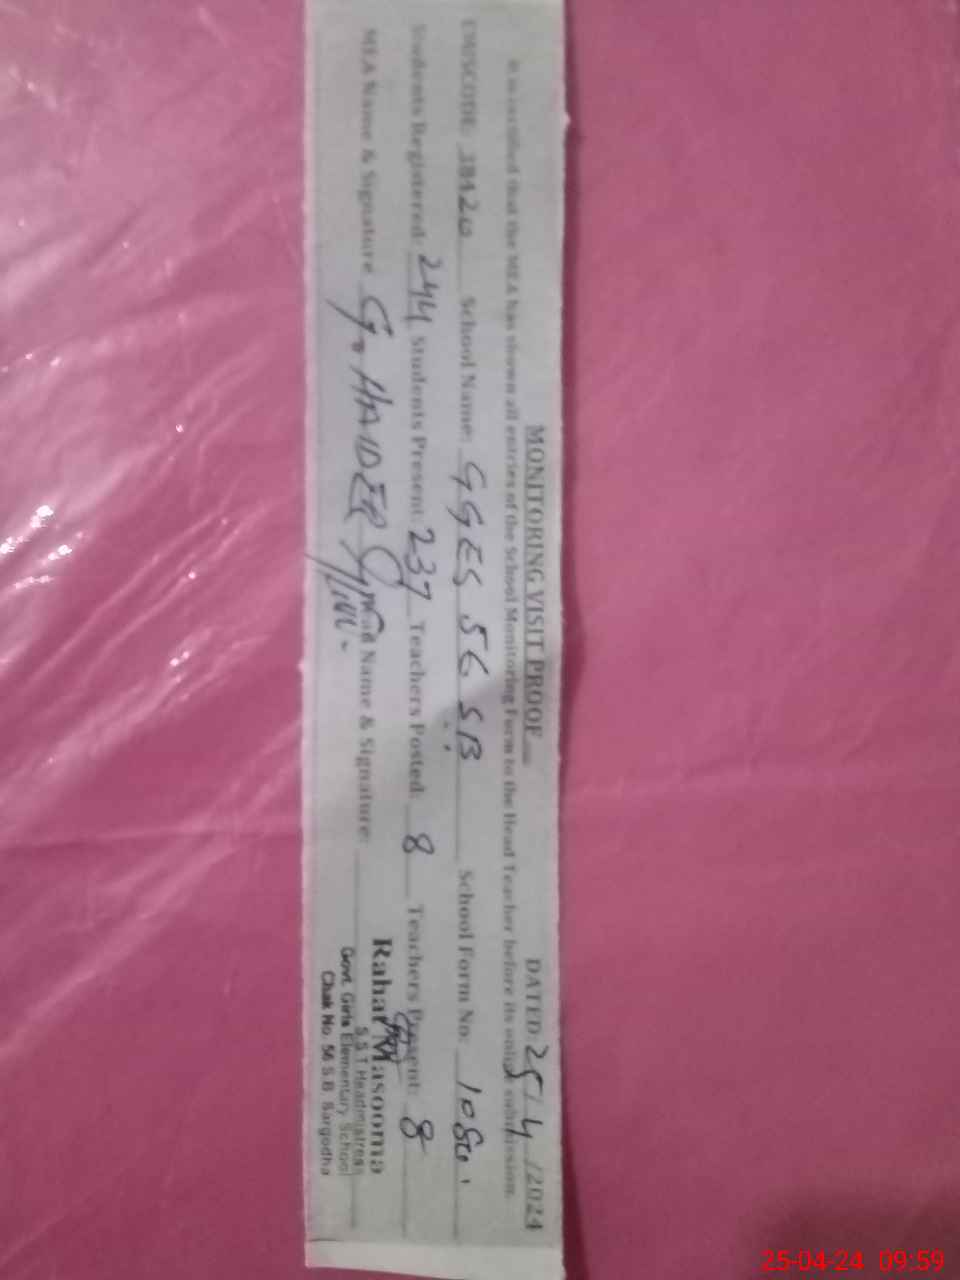 MONITORING VISIT PROOF DATED: 25/4/2024
It is certified that the MEA has shown all entries of the School Monitoring Form to the Head Teacher before its online submission.
EMISCODE: School Name: GGES 56 SB School Form No:
Students Registered: 244 Students Present: 237 Teachers Posted: 8 Teachers Present: 8
MEA Name & Signature G. HAIDER Head Name & Signature:
Rahat Masooma
S.S.T Headmistress
Govt. Girls Elementary School
Chak No. 56 S.B. Sargodha
25-04-24 09:59